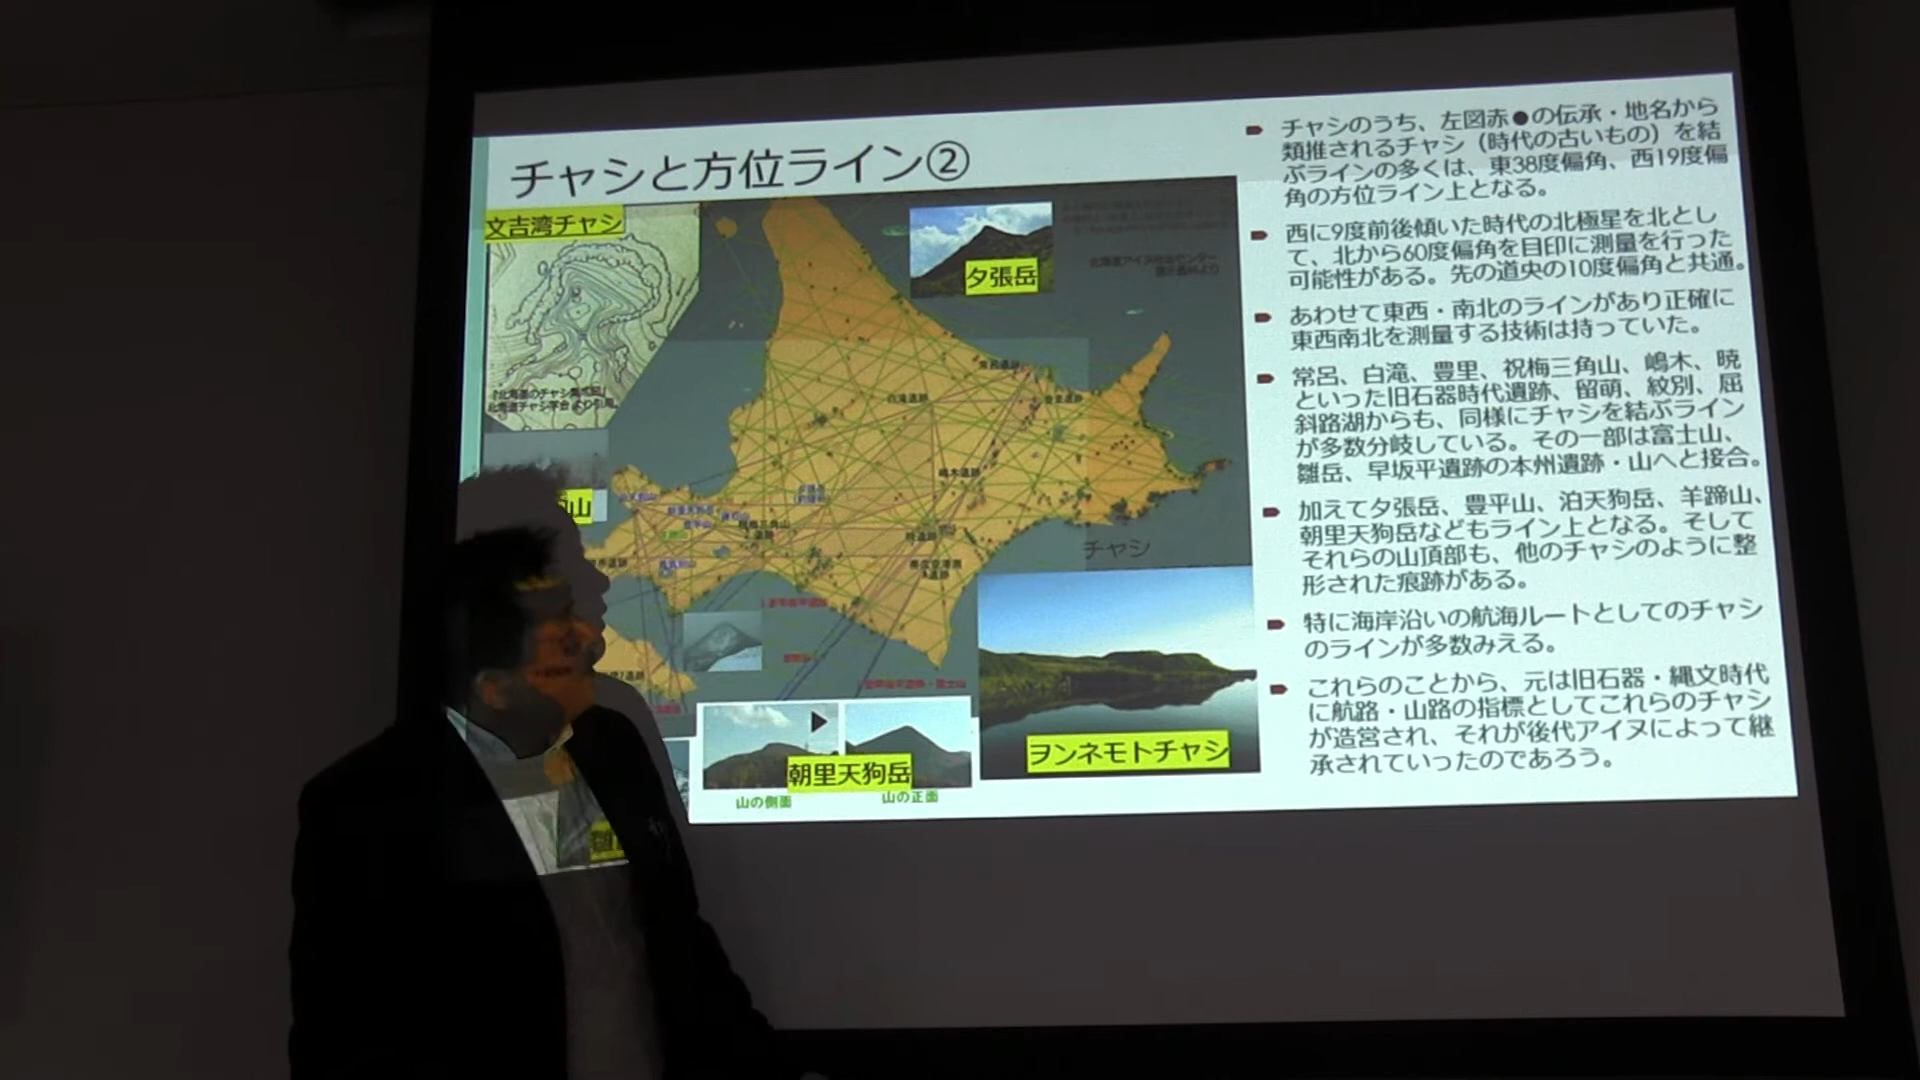 チャシと方位ライン②
文吉湾チャシ
夕張岳
山
チャシ
白滝遺跡
嶋木遺跡
朝里天狗岳
山の側面
山の正面
ヲンネモトチャシ
チャシのうち、左図赤●の伝承・地名から
類推されるチャシ（時代の古いもの）を結
ぶラインの多くは、東38度偏角、西19度偏
角の方位ライン上となる。
西に9度前後傾いた時代の北極星を北とし
て、北から60度偏角を目印に測量を行った
可能性がある。先の道央の10度偏角と共通。
あわせて東西・南北のラインがあり正確に
東西南北を測量する技術は持っていた。
常呂、白滝、豊里、祝梅三角山、嶋木、暁
といった旧石器時代遺跡、留萌、紋別、屈
斜路湖からも、同様にチャシを結ぶライン
が多数分岐している。その一部は富士山、
雛岳、早坂平遺跡の本州遺跡・山へと接合。
加えて夕張岳、豊平山、泊天狗岳、羊蹄山、
朝里天狗岳などもライン上となる。そして
それらの山頂部も、他のチャシのように整
形された痕跡がある。
特に海岸沿いの航海ルートとしてのチャシ
のラインが多数みえる。
これらのことから、元は旧石器・縄文時代
に航路・山路の指標としてこれらのチャシ
が造営され、それが後代アイヌによって継
承されていったのであろう。